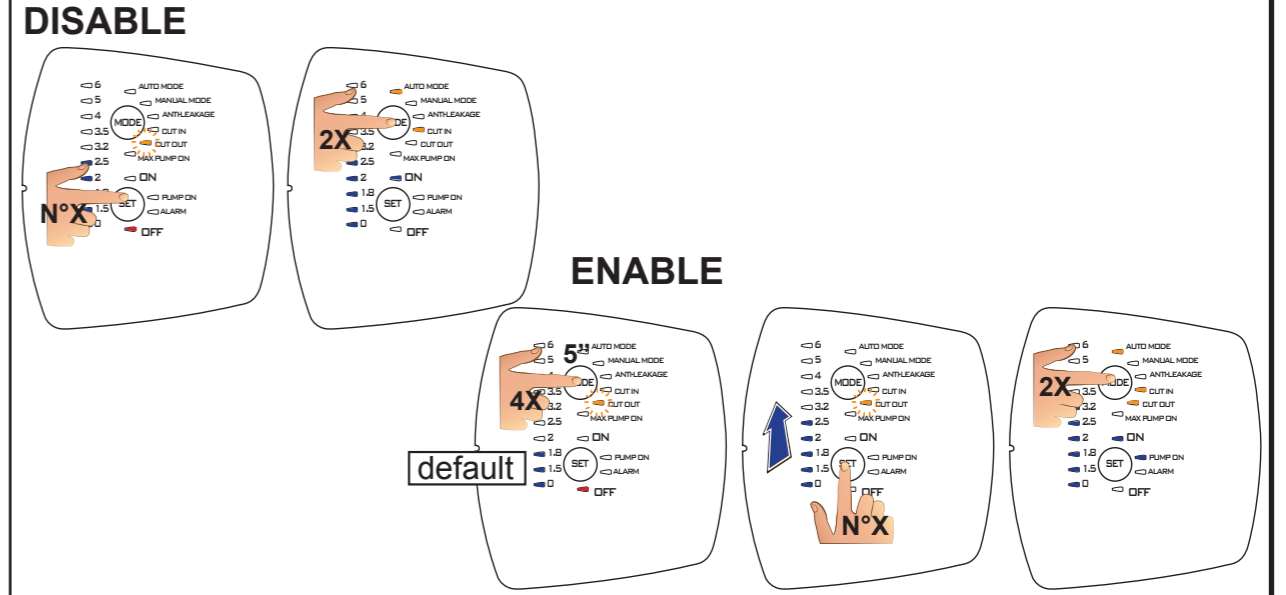 DISABLE
6
5
4
3.5
3.2
2.5
2
1.5
0
AUTO MODE
MANUAL MODE
ANTI-LEAKAGE
CUT IN
CUT OUT
MAX PUMP ON
MODE
ON
SET
PUMP ON
ALARM
OFF
N°X
6
3.5
3.2
2.5
2
1.8
1.5
0
AUTO MODE
MANUAL MODE
ANTI-LEAKAGE
CUT IN
CUT OUT
MAX PUMP ON
2X
ON
SET
PUMP ON
ALARM
OFF
ENABLE
6
5
3.5
3.2
2.5
2
1.8
1.5
0
5”
AUTO MODE
MANUAL MODE
ANTI-LEAKAGE
CUT IN
CUT OUT
MAX PUMP ON
4X
ON
SET
PUMP ON
ALARM
OFF
default
6
5
4
3.5
3.2
2.5
2
1.8
1.5
0
AUTO MODE
MANUAL MODE
ANTI-LEAKAGE
CUT IN
CUT OUT
MAX PUMP ON
MODE
ON
SET
PUMP ON
ALARM
OFF
N°X
6
5
3.5
3.2
2.5
2
1.8
1.5
0
AUTO MODE
MANUAL MODE
ANTI-LEAKAGE
CUT IN
CUT OUT
MAX PUMP ON
2X
ON
SET
PUMP ON
ALARM
OFF